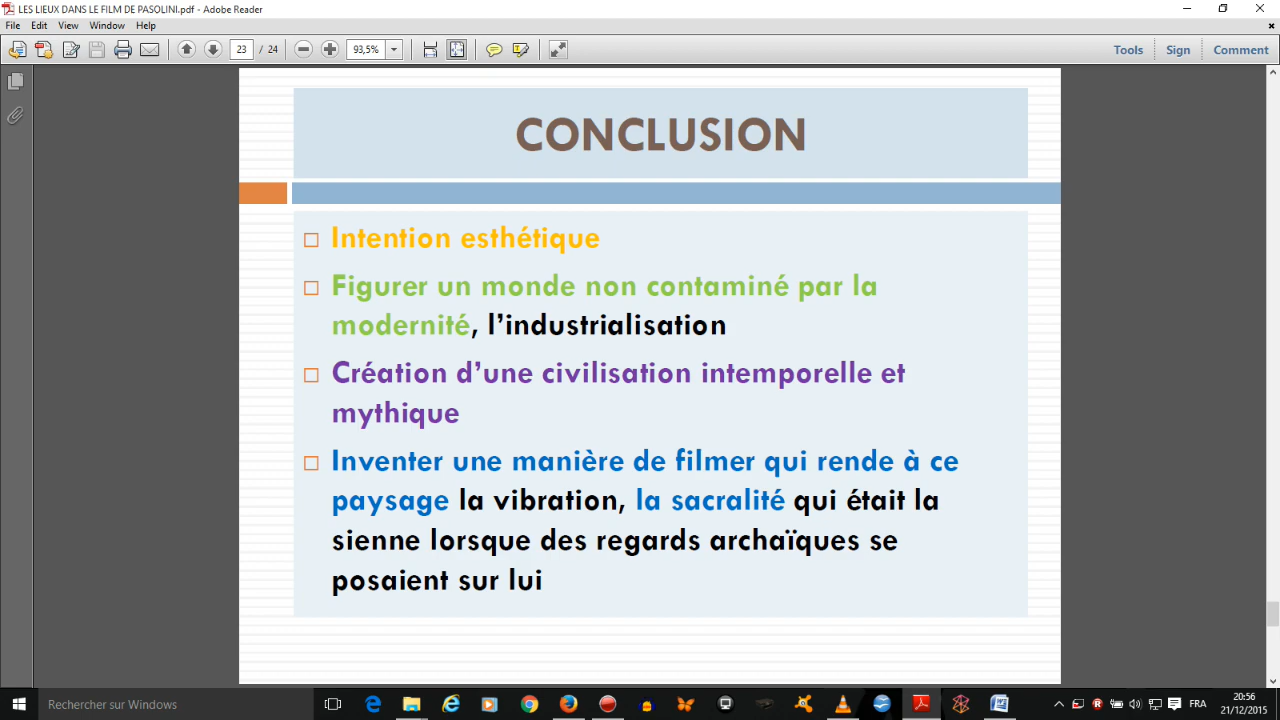 LES LIEUX DANS LE FILM DE PASOLINI.pdf - Adobe Reader
File Edit View Window Help
23 / 24 93,5% Tools Sign Comment
CONCLUSION
Intention esthétique
Figurer un monde non contaminé par la
modernité, l’industrialisation
Création d’une civilisation intemporelle et
mythique
Inventer une manière de filmer qui rende à ce
paysage la vibration, la sacralité qui était la
sienne lorsque des regards archaïques se
posaient sur lui
Rechercher sur Windows
FRA
20:56
21/12/2015